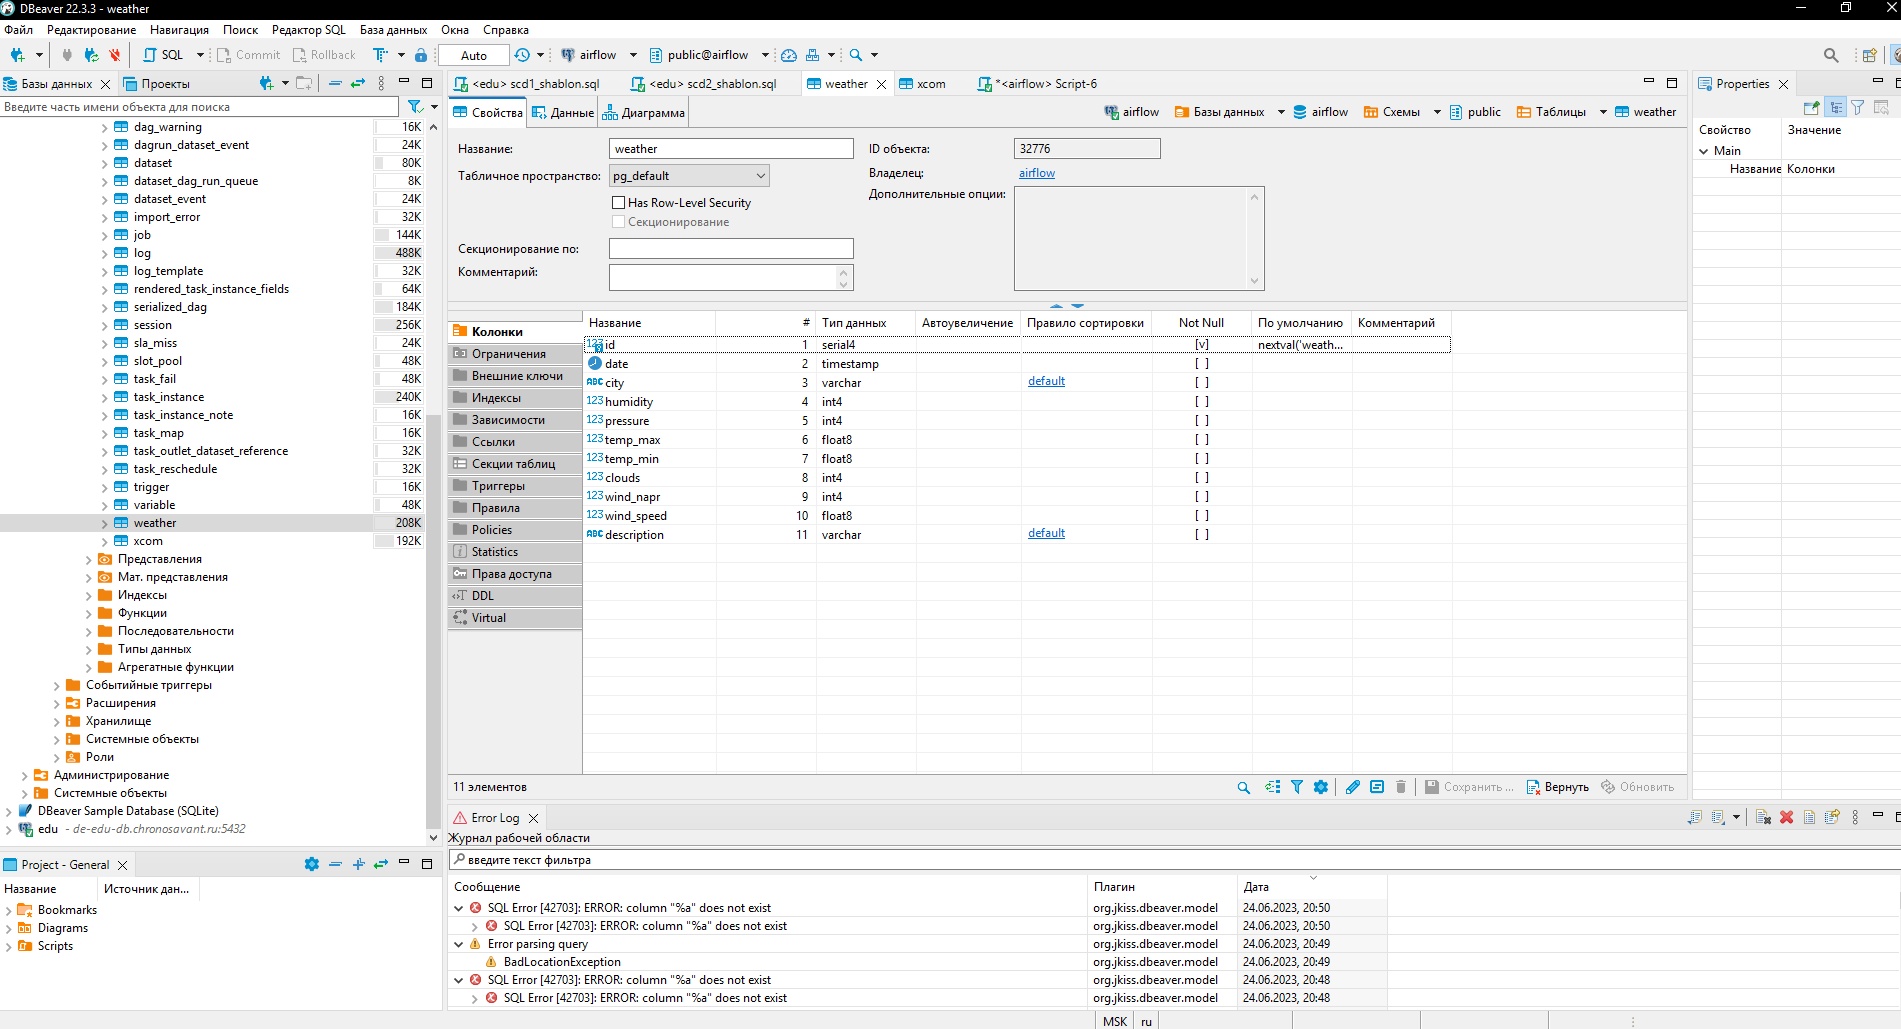 DBeaver 22.3.3 - weather
Файл Редактирование Навигация Поиск Редактор SQL База данных Окна Справка
SQL Commit Rollback Auto airflow public@airflow
Базы данных Проекты
Введите часть имени объекта для поиска
dag_warning 16K
dagrun_dataset_event 24K
dataset 80K
dataset_dag_run_queue 8K
dataset_event 24K
import_error 32K
job 144K
log 488K
log_template 32K
rendered_task_instance_fields 64K
serialized_dag 184K
session 256K
sla_miss 24K
slot_pool 48K
task_fail 48K
task_instance 240K
task_instance_note 16K
task_map 16K
task_outlet_dataset_reference 32K
task_reschedule 32K
trigger 16K
variable 48K
weather 208K
xcom 192K
Представления
Мат. представления
Индексы
Функции
Последовательности
Типы данных
Агрегатные функции
Событийные триггеры
Расширения
Хранилище
Системные объекты
Роли
Администрирование
Системные объекты
DBeaver Sample Database (SQLite)
edu - de-edu-db.chronosavant.ru:5432
Project - General
Название Источник дан...
Bookmarks
Diagrams
Scripts
<edu> scd1_shablon.sql <edu> scd2_shablon.sql weather xcom *<airflow> Script-6
Свойства Данные Диаграмма airflow Базы данных airflow Схемы public Таблицы weather
Название: weather ID объекта: 32776
Табличное пространство: pg_default Владелец: airflow
Дополнительные опции:
Has Row-Level Security
Секционирование
Секционирование по:
Комментарий:
Колонки
Ограничения
Внешние ключи
Индексы
Зависимости
Ссылки
Секции таблиц
Триггеры
Правила
Policies
Statistics
Права доступа
DDL
Virtual
Название # Тип данных Автоувеличение Правило сортировки Not Null По умолчанию Комментарий
123 id 1 serial4 [v] nextval('weath...
date 2 timestamp [ ]
ABC city 3 varchar default [ ]
123 humidity 4 int4 [ ]
123 pressure 5 int4 [ ]
123 temp_max 6 float8 [ ]
123 temp_min 7 float8 [ ]
123 clouds 8 int4 [ ]
123 wind_napr 9 int4 [ ]
123 wind_speed 10 float8 [ ]
ABC description 11 varchar default [ ]
11 элементов Сохранить ... Вернуть Обновить
Error Log
Журнал рабочей области
введите текст фильтра
Сообщение Плагин Дата
SQL Error [42703]: ERROR: column "%a" does not exist org.jkiss.dbeaver.model 24.06.2023, 20:50
SQL Error [42703]: ERROR: column "%a" does not exist org.jkiss.dbeaver.model 24.06.2023, 20:50
Error parsing query org.jkiss.dbeaver.model 24.06.2023, 20:49
BadLocationException org.jkiss.dbeaver.model 24.06.2023, 20:49
SQL Error [42703]: ERROR: column "%a" does not exist org.jkiss.dbeaver.model 24.06.2023, 20:48
SQL Error [42703]: ERROR: column "%a" does not exist org.jkiss.dbeaver.model 24.06.2023, 20:48
Properties
Свойство Значение
Main
Название Колонки
MSK ru